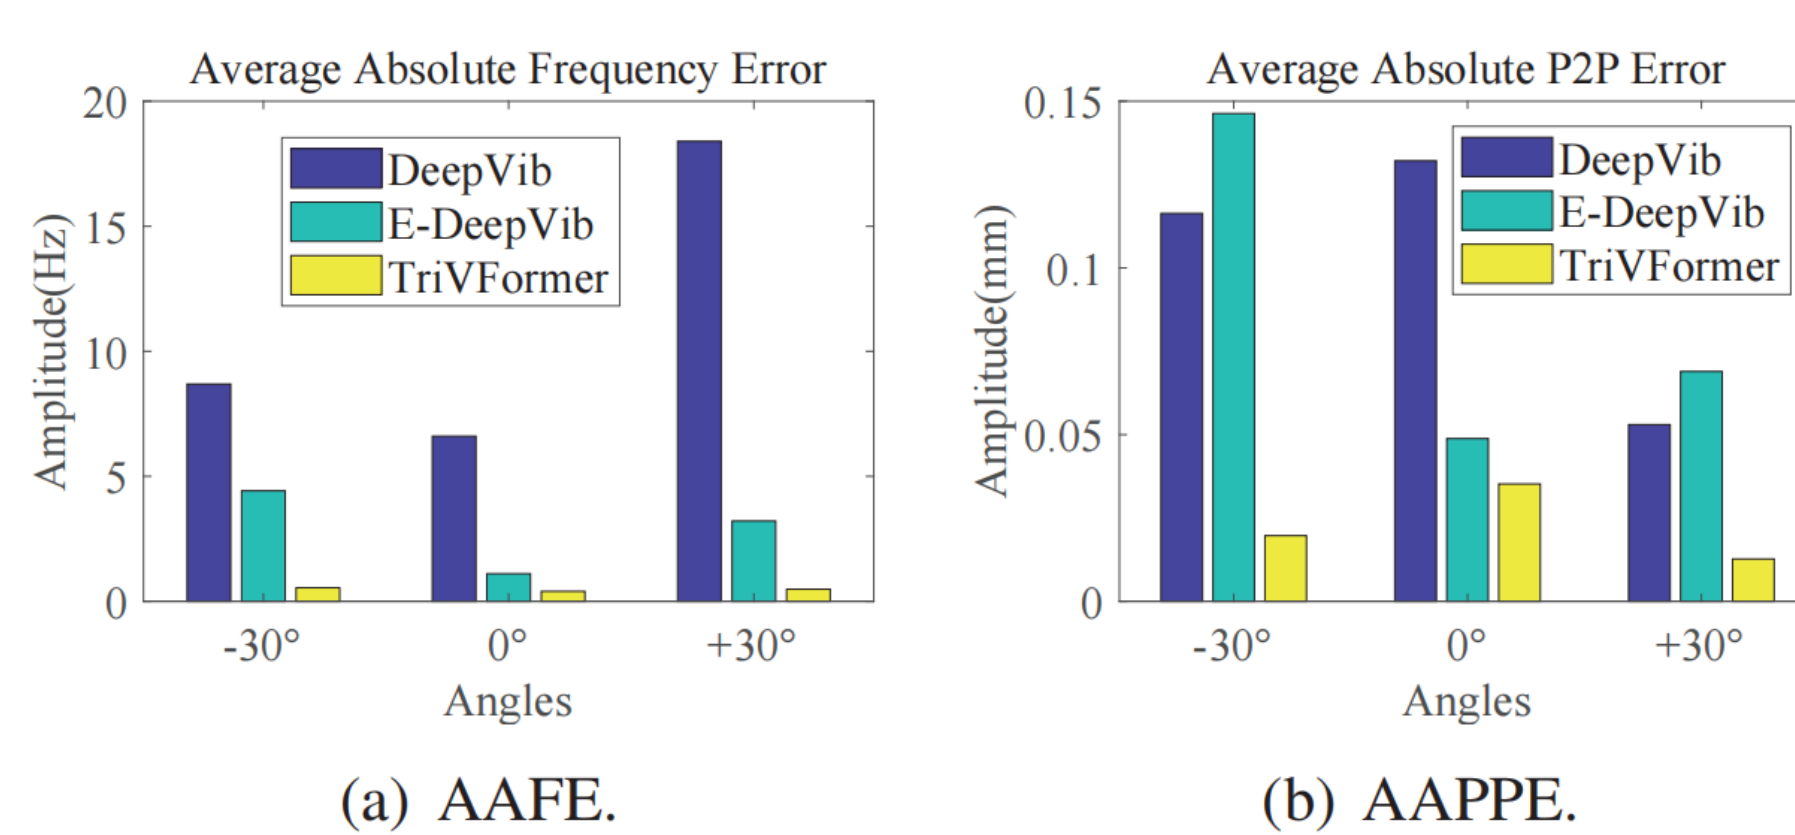 Average Absolute Frequency Error
20
15
10
5
0
Amplitude(Hz)
DeepVib
E-DeepVib
TriVFormer
-30°
0°
+30°
Angles
(a) AAFE.
Average Absolute P2P Error
0.15
0.1
0.05
0
Amplitude(mm)
DeepVib
E-DeepVib
TriVFormer
-30°
0°
+30°
Angles
(b) AAPPE.